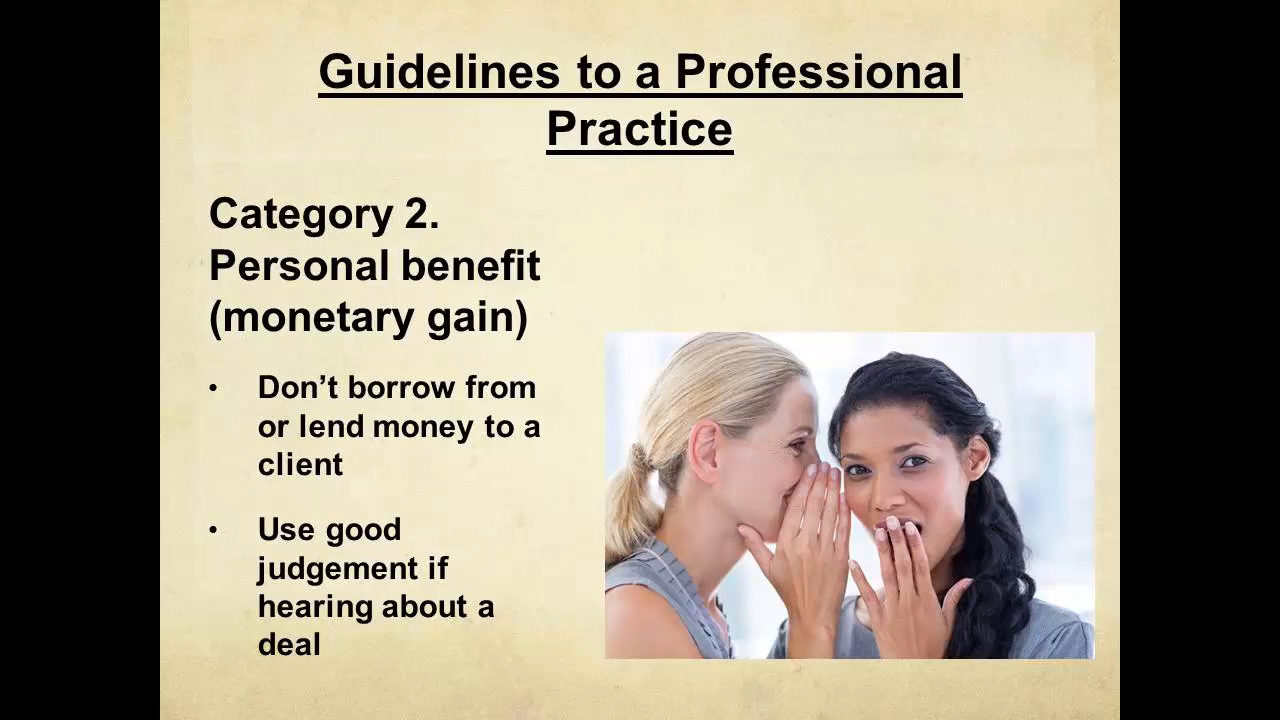 Guidelines to a Professional
Practice
Category 2.
Personal benefit
(monetary gain)
• Don’t borrow from
or lend money to a
client
• Use good
judgement if
hearing about a
deal